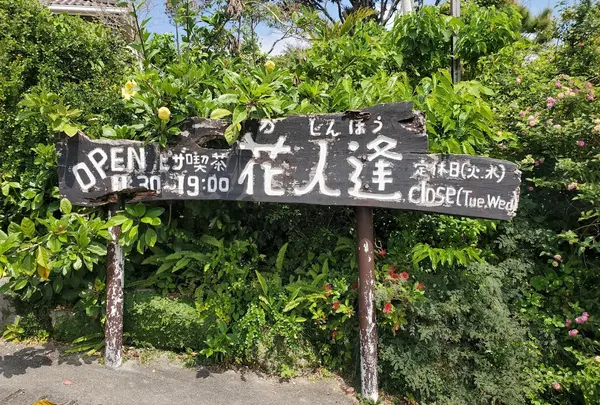 OPEN ピザ喫茶
11:30-19:00
かじんほう
花人逢
定休日(火.水)
close(Tue,Wed)